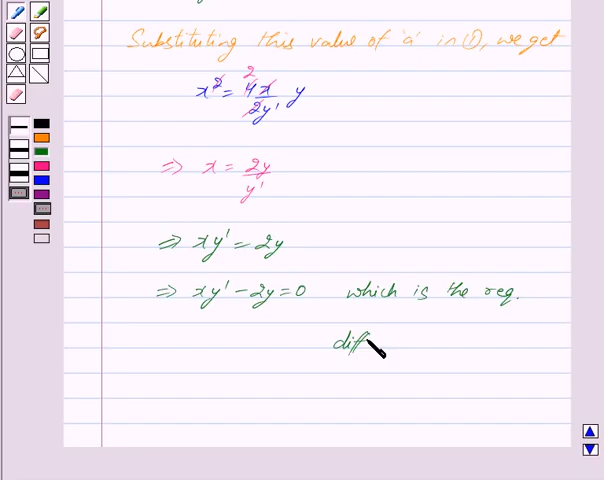 Substituting this value of 'a' in ①, we get
x² = 4x/2y' y 2
⇒ x = 2y/y'
⇒ xy' = 2y
⇒ xy' - 2y = 0 which is the req.
diff